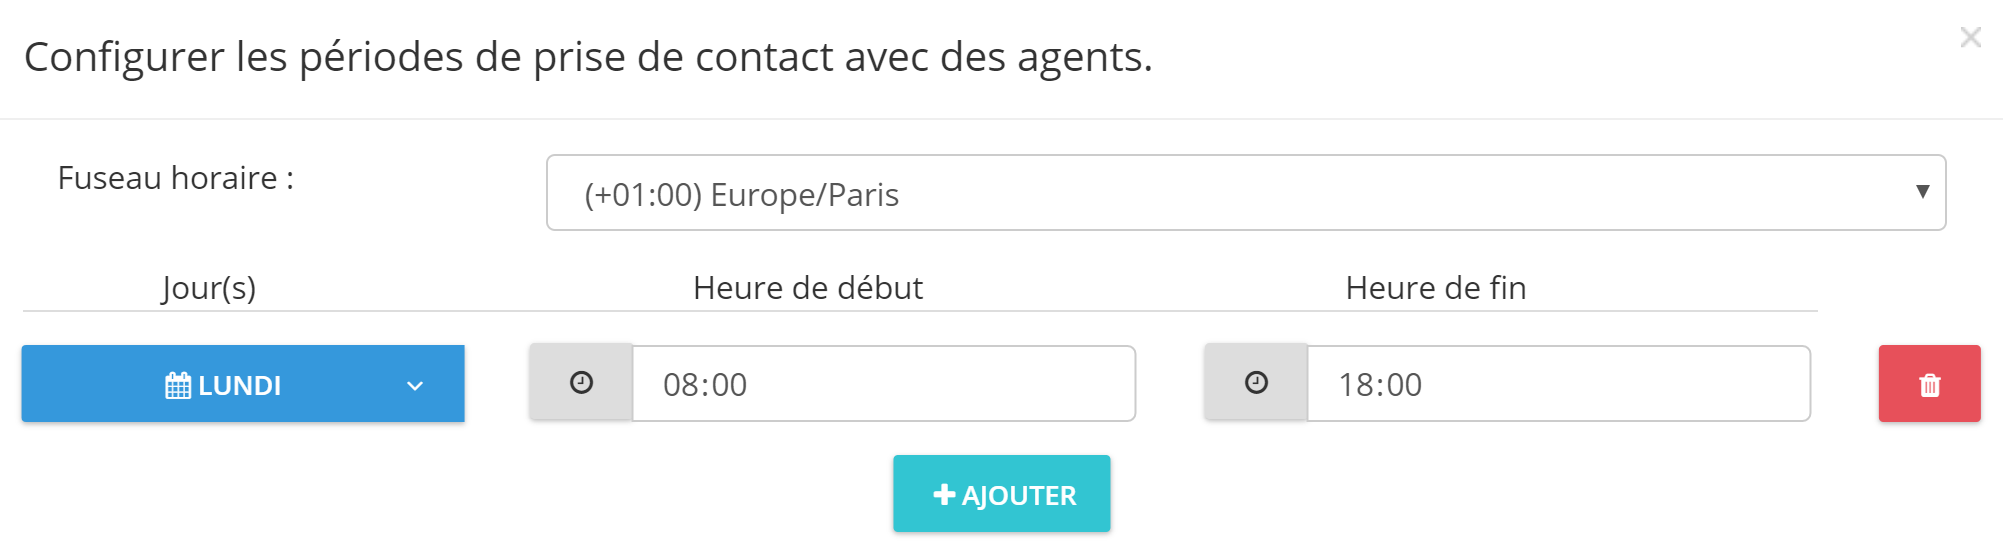 Configurer les périodes de prise de contact avec des agents.
Fuseau horaire :
(+01:00) Europe/Paris
Jour(s) Heure de début Heure de fin
LUNDI 08:00 18:00
AJOUTER